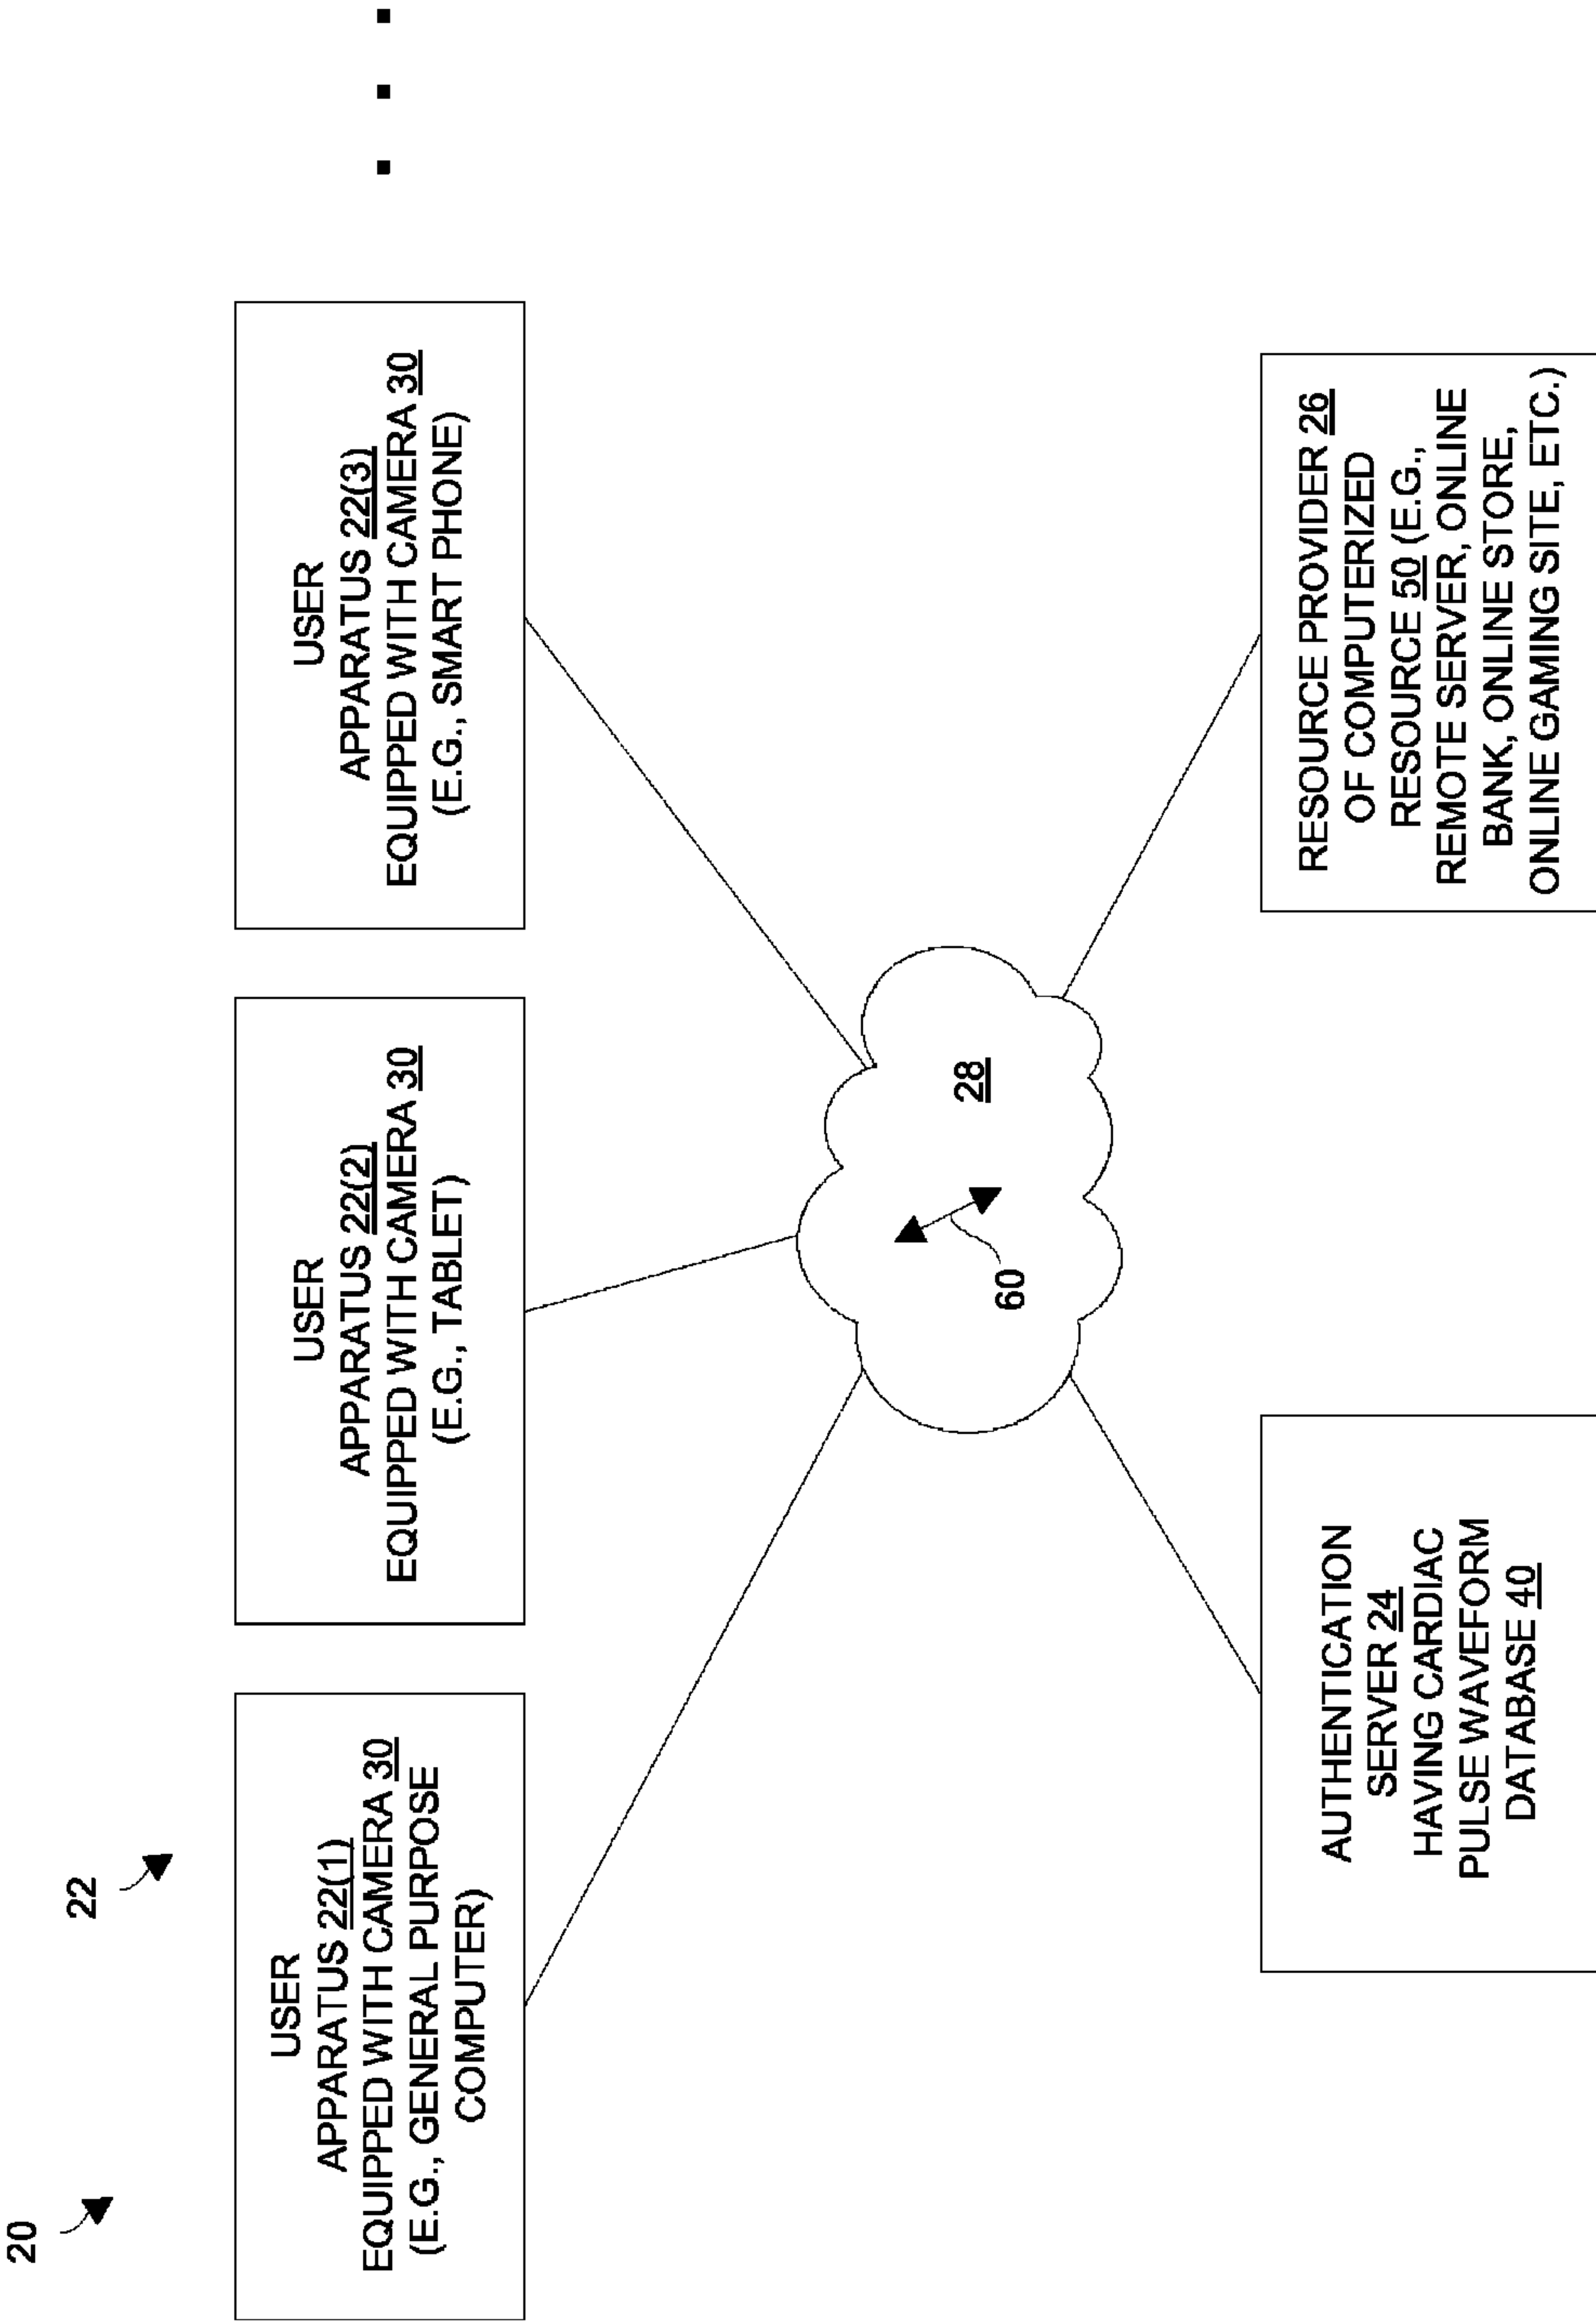 20
22
USER
APPARATUS 22(1)
EQUIPPED WITH CAMERA 30
(E.G., GENERAL PURPOSE
COMPUTER)
USER
APPARATUS 22(2)
EQUIPPED WITH CAMERA 30
(E.G., TABLET)
USER
APPARATUS 22(3)
EQUIPPED WITH CAMERA 30
(E.G., SMART PHONE)
28
60
AUTHENTICATION
SERVER 24
HAVING CARDIAC
PULSE WAVEFORM
DATABASE 40
RESOURCE PROVIDER 26
OF COMPUTERIZED
RESOURCE 50 (E.G.,
REMOTE SERVER, ONLINE
BANK, ONLINE STORE,
ONLINE GAMING SITE, ETC.)